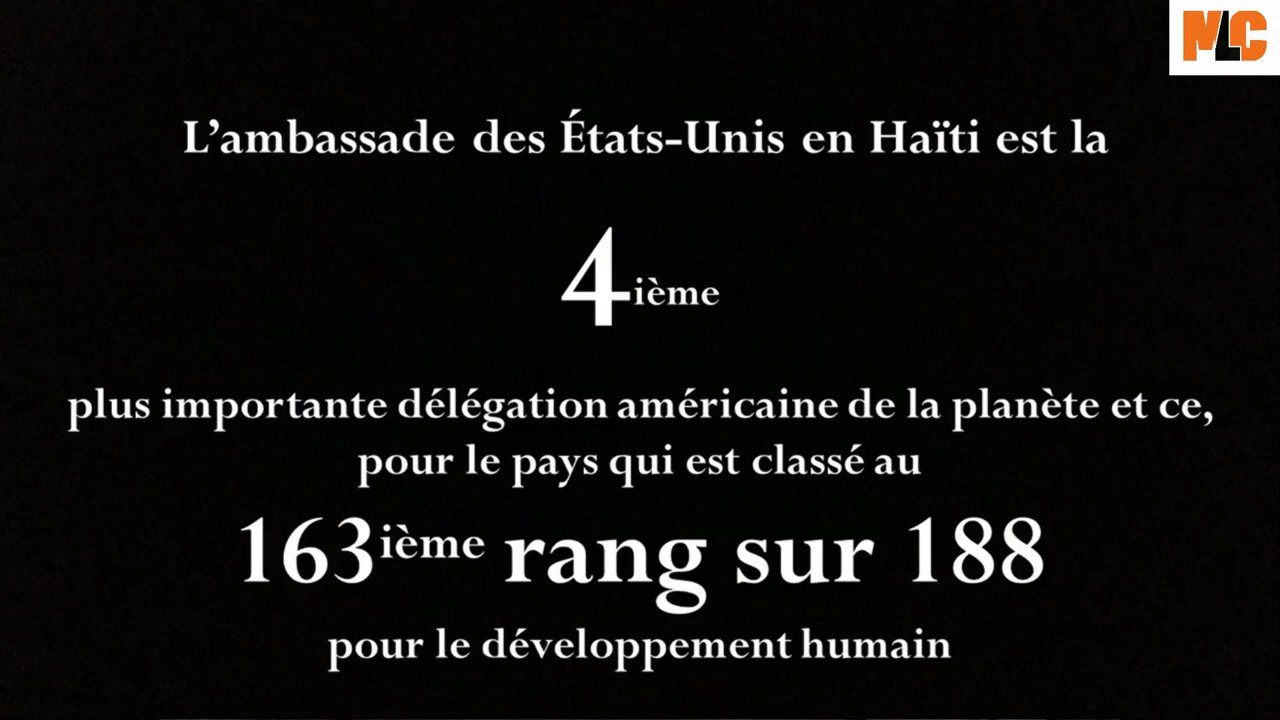 MLC
L’ambassade des États-Unis en Haïti est la
4ième
plus importante délégation américaine de la planète et ce,
pour le pays qui est classé au
163ième rang sur 188
pour le développement humain